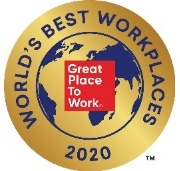 WORLD'S BEST WORKPLACES
Great
Place
To
Work®
2020
™